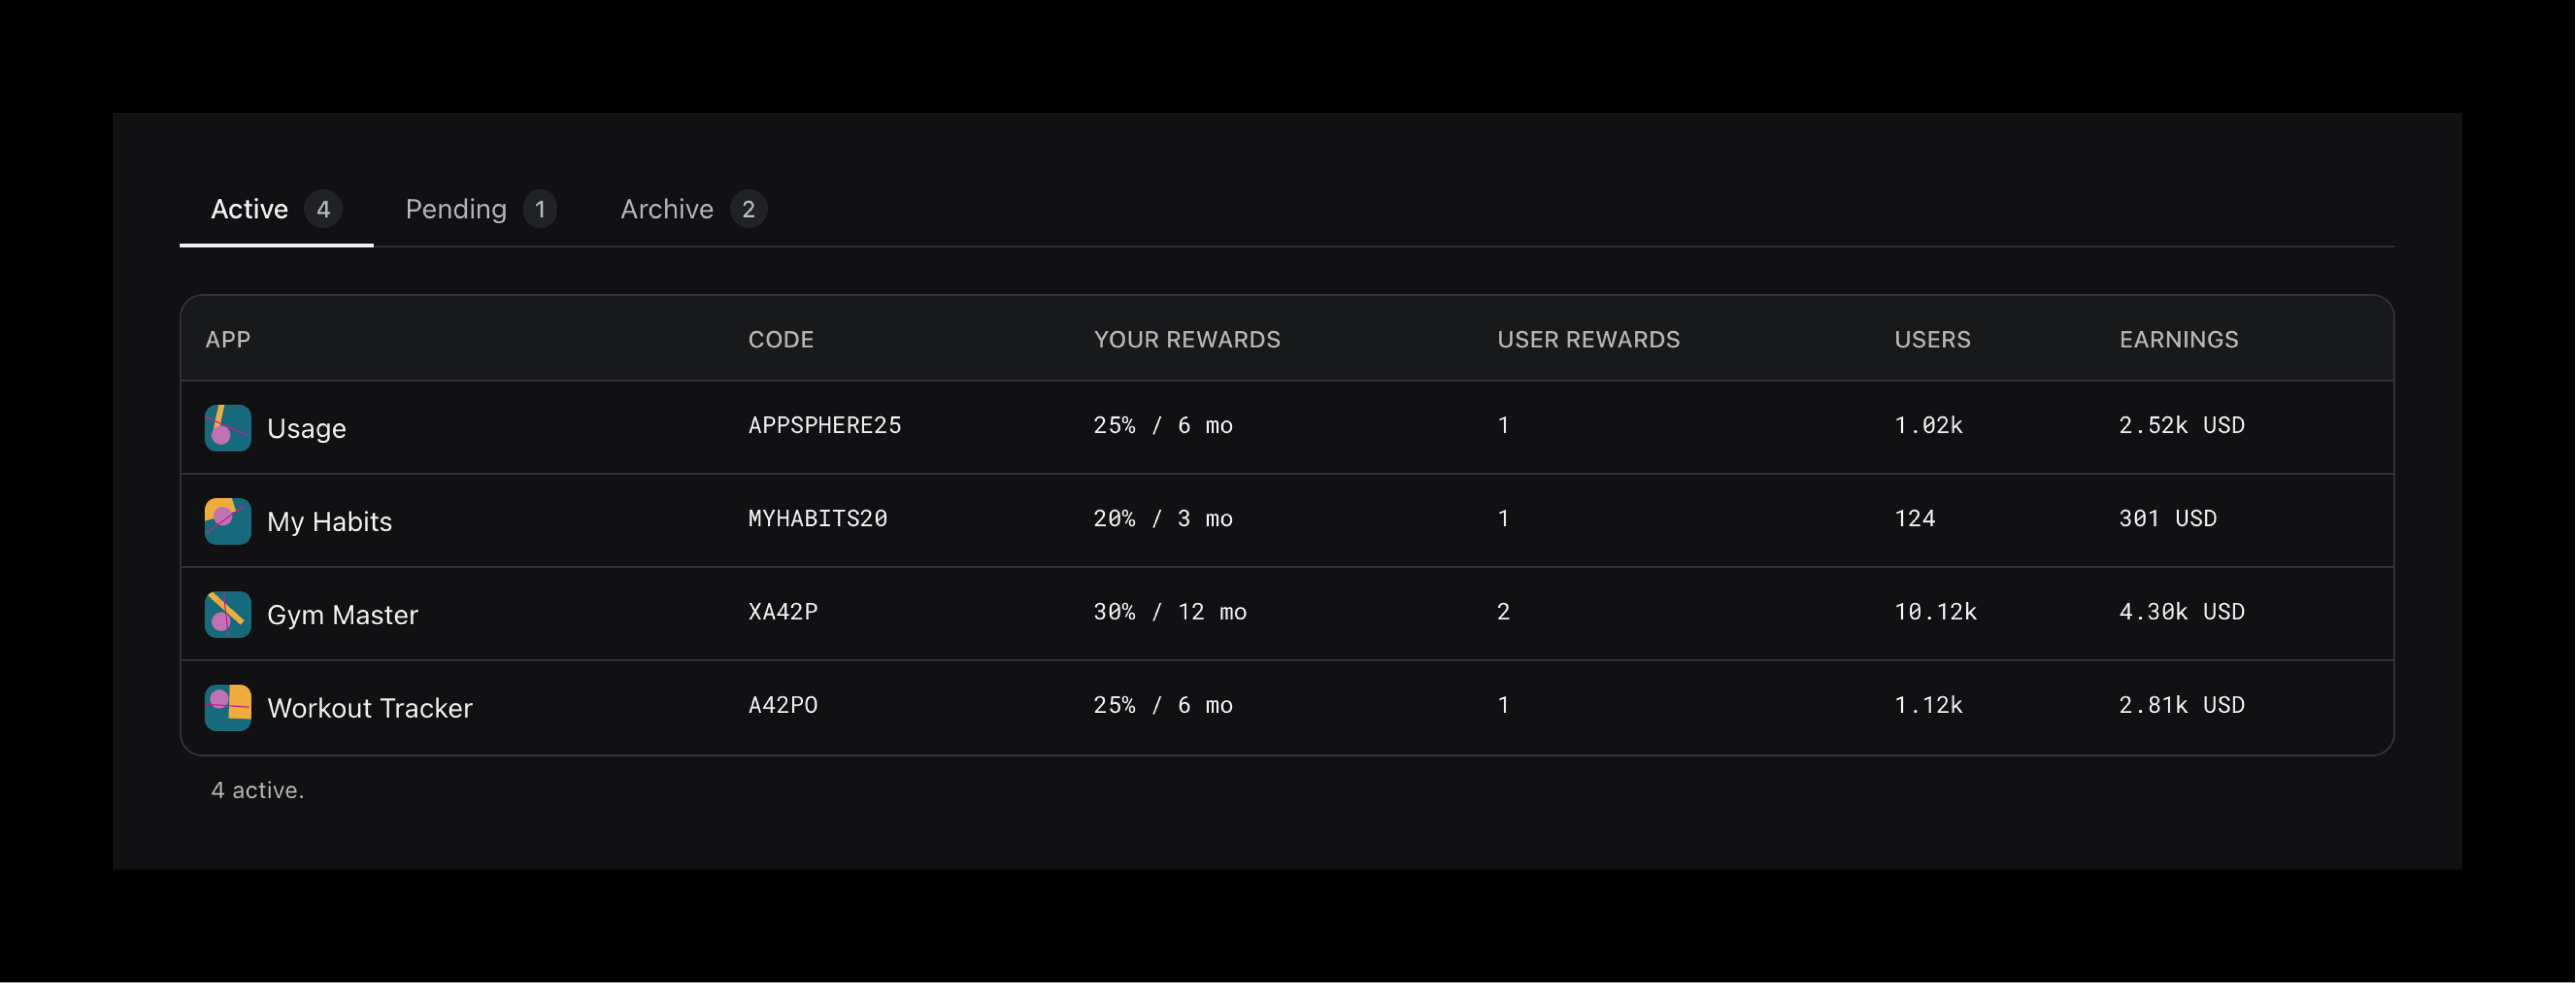 Active 4 Pending 1 Archive 2
APP CODE YOUR REWARDS USER REWARDS USERS EARNINGS
Usage APPSPHERE25 25% / 6 mo 1 1.02k 2.52k USD
My Habits MYHABITS20 20% / 3 mo 1 124 301 USD
Gym Master XA42P 30% / 12 mo 2 10.12k 4.30k USD
Workout Tracker A42PO 25% / 6 mo 1 1.12k 2.81k USD
4 active.